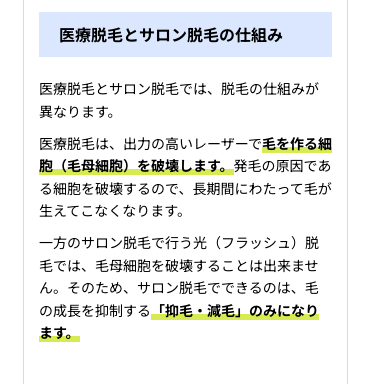 医療脱毛とサロン脱毛の仕組み
医療脱毛とサロン脱毛では、脱毛の仕組みが
異なります。
医療脱毛は、出力の高いレーザーで毛を作る細
胞（毛母細胞）を破壊します。発毛の原因であ
る細胞を破壊するので、長期間にわたって毛が
生えてこなくなります。
一方のサロン脱毛で行う光（フラッシュ）脱
毛では、毛母細胞を破壊することは出来ませ
ん。そのため、サロン脱毛でできるのは、毛
の成長を抑制する「抑毛・減毛」のみになり
ます。